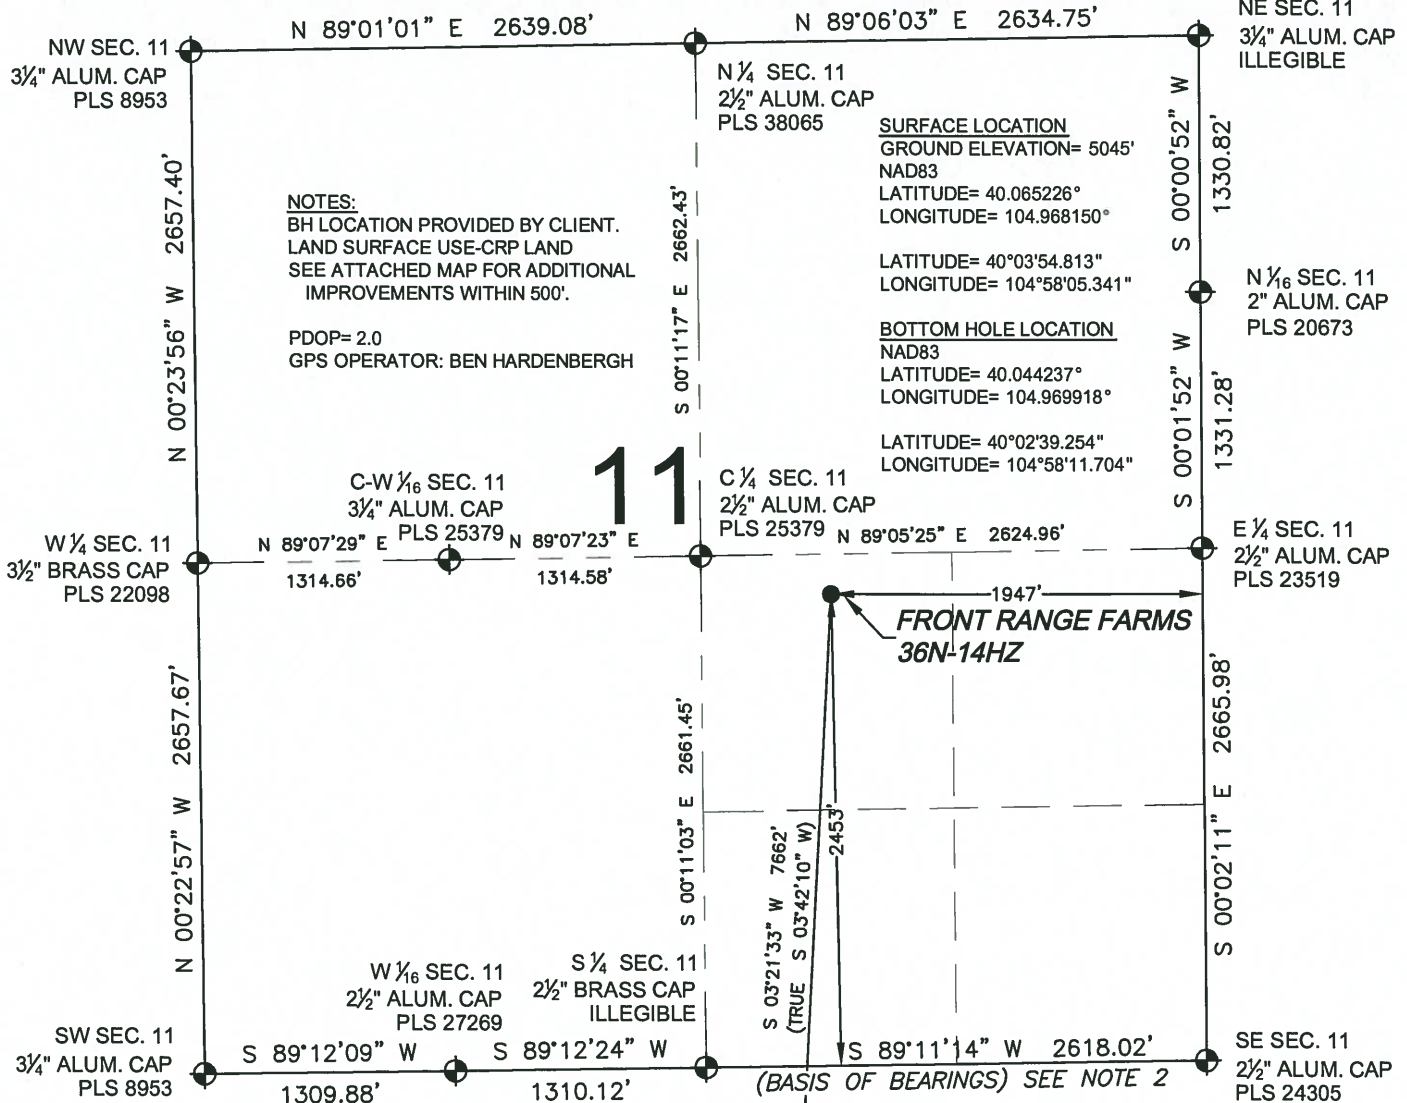 N 89°01'01" E 2639.08'
N 89°06'03" E 2634.75'
NW SEC. 11
3¼" ALUM. CAP
PLS 8953
N ¼ SEC. 11
2½" ALUM. CAP
PLS 38065
NE SEC. 11
3¼" ALUM. CAP
ILLEGIBLE
SURFACE LOCATION
GROUND ELEVATION= 5045'
NAD83
LATITUDE= 40.065226°
LONGITUDE= 104.968150°
LATITUDE= 40°03'54.813"
LONGITUDE= 104°58'05.341"
BOTTOM HOLE LOCATION
NAD83
LATITUDE= 40.044237°
LONGITUDE= 104.969918°
LATITUDE= 40°02'39.254"
LONGITUDE= 104°58'11.704"
NOTES:
BH LOCATION PROVIDED BY CLIENT.
LAND SURFACE USE-CRP LAND
SEE ATTACHED MAP FOR ADDITIONAL
IMPROVEMENTS WITHIN 500'.
PDOP= 2.0
GPS OPERATOR: BEN HARDENBERGH
N 00°23'56" W 2657.40'
S 00°11'17" E 2662.43'
S 00°00'52" W
1330.82'
N 1/16 SEC. 11
2" ALUM. CAP
PLS 20673
S 00°01'52" W
1331.28'
11
C-W 1/16 SEC. 11
3¼" ALUM. CAP
PLS 25379
C ¼ SEC. 11
2½" ALUM. CAP
PLS 25379
W ¼ SEC. 11
3½" BRASS CAP
PLS 22098
N 89°07'29" E
1314.66'
N 89°07'23" E
1314.58'
N 89°05'25" E 2624.96'
E ¼ SEC. 11
2½" ALUM. CAP
PLS 23519
1947'
FRONT RANGE FARMS
36N-14HZ
N 00°22'57" W 2657.67'
S 00°11'03" E 2661.45'
S 03°21'33" W 7662'
(TRUE S 03°42'10" W)
2453'
S 00°02'11" E 2665.98'
W 1/16 SEC. 11
2½" ALUM. CAP
PLS 27269
S ¼ SEC. 11
2½" BRASS CAP
ILLEGIBLE
SW SEC. 11
3¼" ALUM. CAP
PLS 8953
S 89°12'09" W
1309.88'
S 89°12'24" W
1310.12'
S 89°11'14" W 2618.02'
(BASIS OF BEARINGS) SEE NOTE 2
SE SEC. 11
2½" ALUM. CAP
PLS 24305